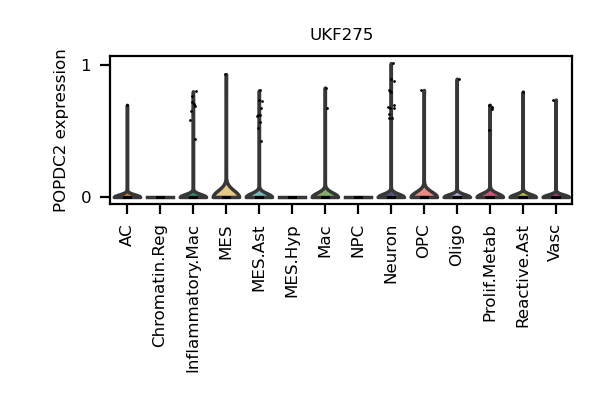 UKF275
POPDC2 expression
1
0
AC
Chromatin.Reg
Inflammatory.Mac
MES
MES.Ast
MES.Hyp
Mac
NPC
Neuron
OPC
Oligo
Prolif.Metab
Reactive.Ast
Vasc